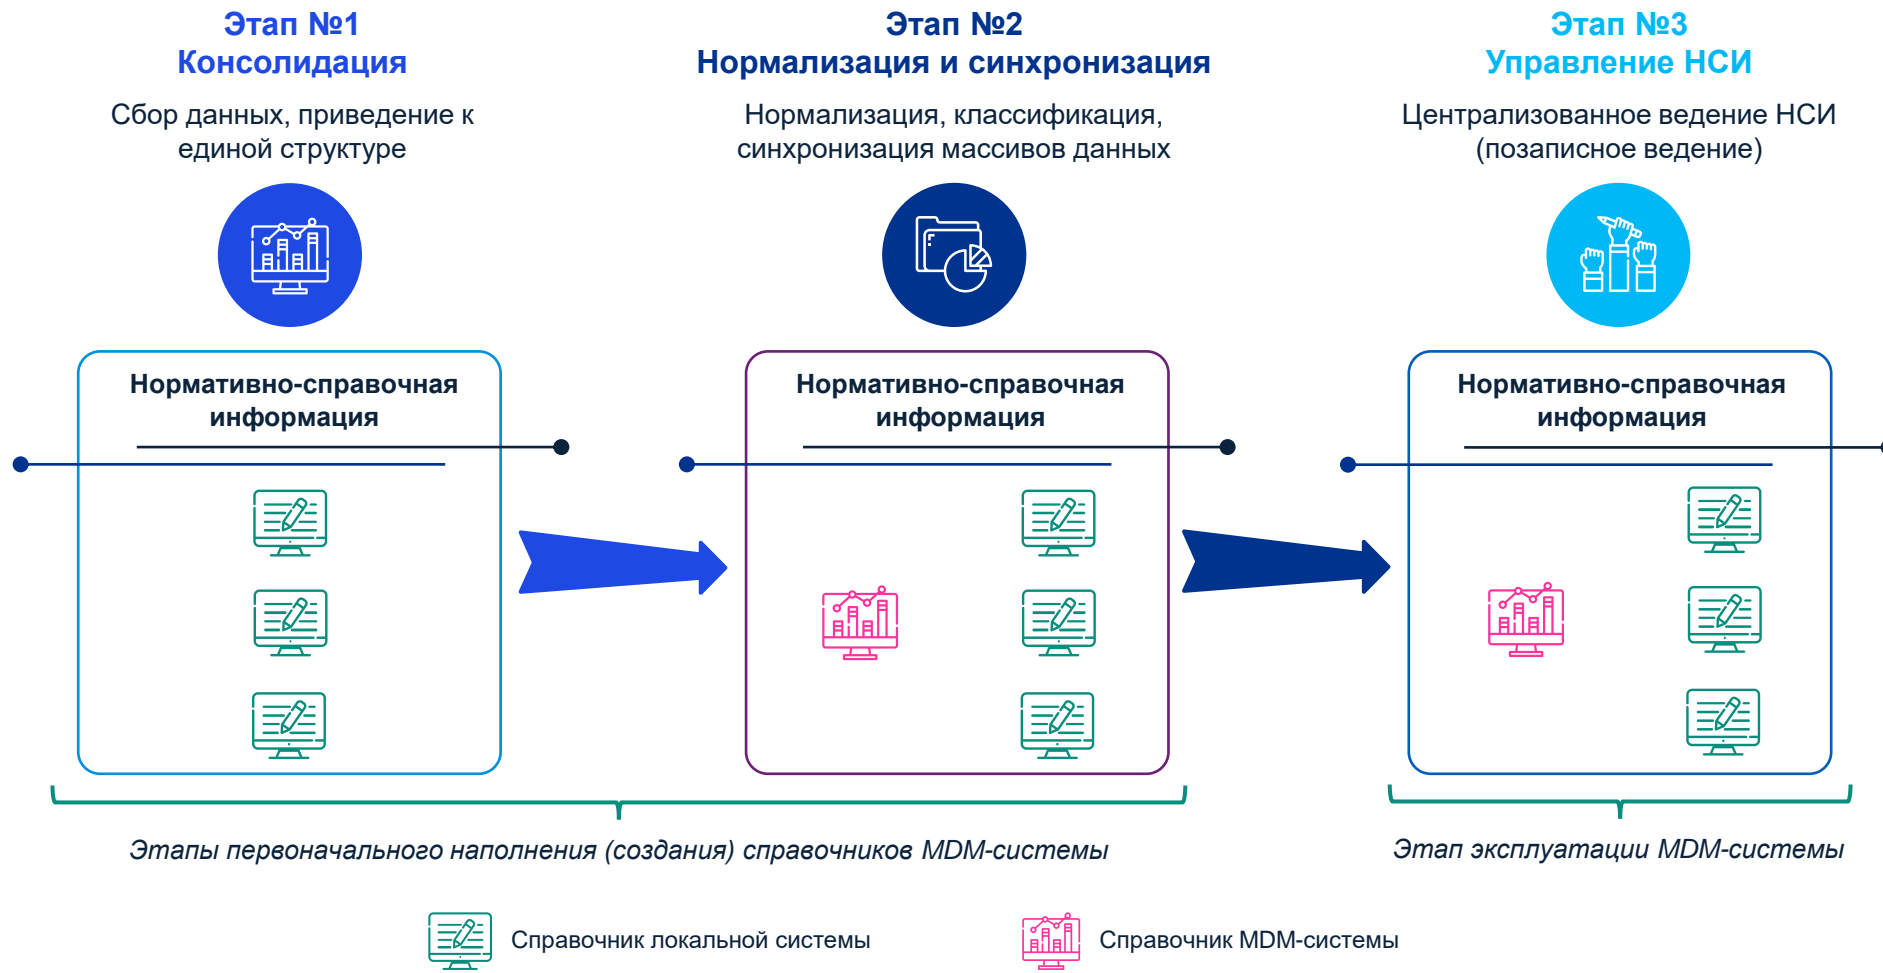 Этап №1
Консолидация
Сбор данных, приведение к
единой структуре
Нормативно-справочная
информация
Этап №2
Нормализация и синхронизация
Нормализация, классификация,
синхронизация массивов данных
Нормативно-справочная
информация
Этап №3
Управление НСИ
Централизованное ведение НСИ
(позаписное ведение)
Нормативно-справочная
информация
Этапы первоначального наполнения (создания) справочников MDM-системы
Этап эксплуатации MDM-системы
Справочник локальной системы
Справочник MDM-системы